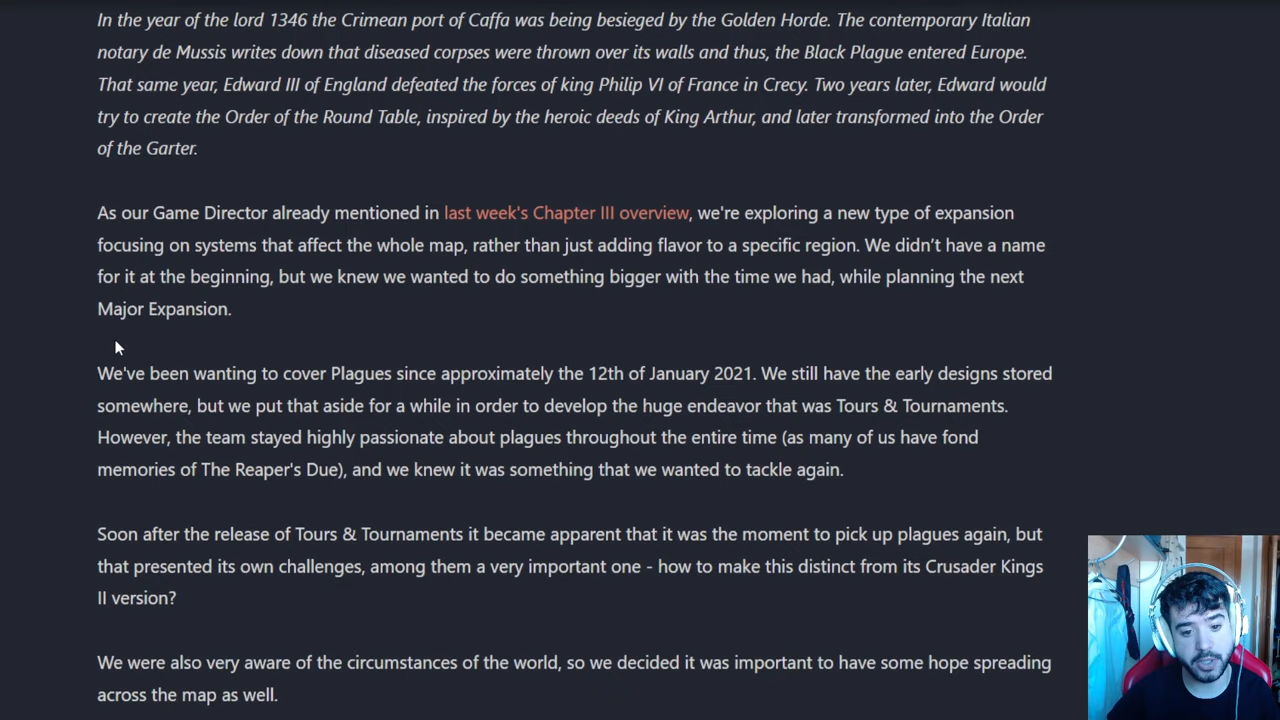 In the year of the lord 1346 the Crimean port of Caffa was being besieged by the Golden Horde. The contemporary Italian
notary de Mussis writes down that diseased corpses were thrown over its walls and thus, the Black Plague entered Europe.
That same year, Edward III of England defeated the forces of king Philip VI of France in Crecy. Two years later, Edward would
try to create the Order of the Round Table, inspired by the heroic deeds of King Arthur, and later transformed into the Order
of the Garter.
As our Game Director already mentioned in last week's Chapter III overview, we're exploring a new type of expansion
focusing on systems that affect the whole map, rather than just adding flavor to a specific region. We didn’t have a name
for it at the beginning, but we knew we wanted to do something bigger with the time we had, while planning the next
Major Expansion.
We've been wanting to cover Plagues since approximately the 12th of January 2021. We still have the early designs stored
somewhere, but we put that aside for a while in order to develop the huge endeavor that was Tours & Tournaments.
However, the team stayed highly passionate about plagues throughout the entire time (as many of us have fond
memories of The Reaper's Due), and we knew it was something that we wanted to tackle again.
Soon after the release of Tours & Tournaments it became apparent that it was the moment to pick up plagues again, but
that presented its own challenges, among them a very important one - how to make this distinct from its Crusader Kings
II version?
We were also very aware of the circumstances of the world, so we decided it was important to have some hope spreading
across the map as well.